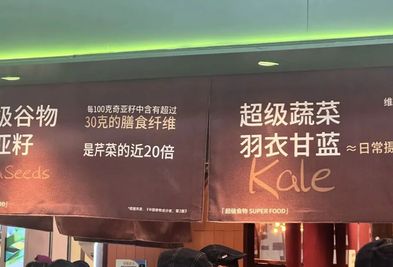 级谷物
亚籽
Seeds
每100克奇亚籽中含有超过
30克的膳食纤维
是芹菜的近20倍
超级蔬菜
羽衣甘蓝
≈日常摄
维
Kale
「超级食物 SUPER FOOD」